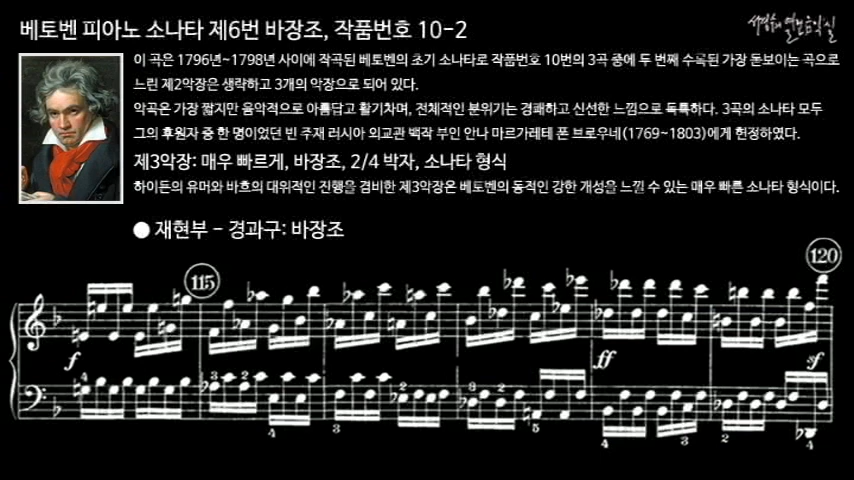 베토벤 피아노 소나타 제6번 바장조, 작품번호 10-2
이 곡은 1796년~1798년 사이에 작곡된 베토벤의 초기 소나타로 작품번호 10번의 3곡 중에 두 번째 수록된 가장 돋보이는 곡으로
느린 제2악장은 생략하고 3개의 악장으로 되어 있다.
악곡은 가장 짧지만 음악적으로 아름답고 활기차며, 전체적인 분위기는 경쾌하고 신선한 느낌으로 독특하다. 3곡의 소나타 모두
그의 후원자 중 한 명이었던 빈 주재 러시아 외교관 백작 부인 안나 마르가레테 폰 브로우네(1769~1803)에게 헌정하였다.
제3악장: 매우 빠르게, 바장조, 2/4 박자, 소나타 형식
하이든의 유머와 바흐의 대위적인 진행을 겸비한 제3악장은 베토벤의 동적인 강한 개성을 느낄 수 있는 매우 빠른 소나타 형식이다.
● 재현부 - 경과구: 바장조
115
120
f
ff
sf
4
3 2
4
3
2
5
4
3
2
4